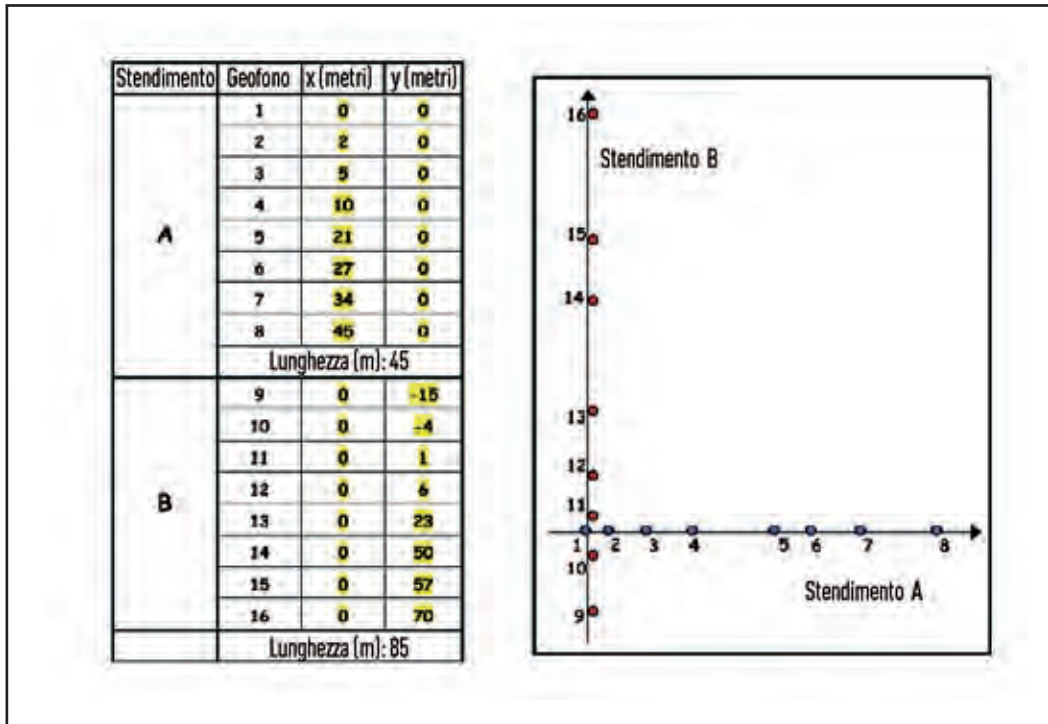 Stendimento Geofono x (metri) y (metri)
A
1 0 0
2 2 0
3 5 0
4 10 0
5 21 0
6 27 0
7 34 0
8 45 0
Lunghezza (m): 45
B
9 0 -15
10 0 -4
11 0 1
12 0 6
13 0 23
14 0 50
15 0 57
16 0 70
Lunghezza (m): 85
16
Stendimento B
15
14
13
12
11
1 2 3 4 5 6 7 8
10
Stendimento A
9